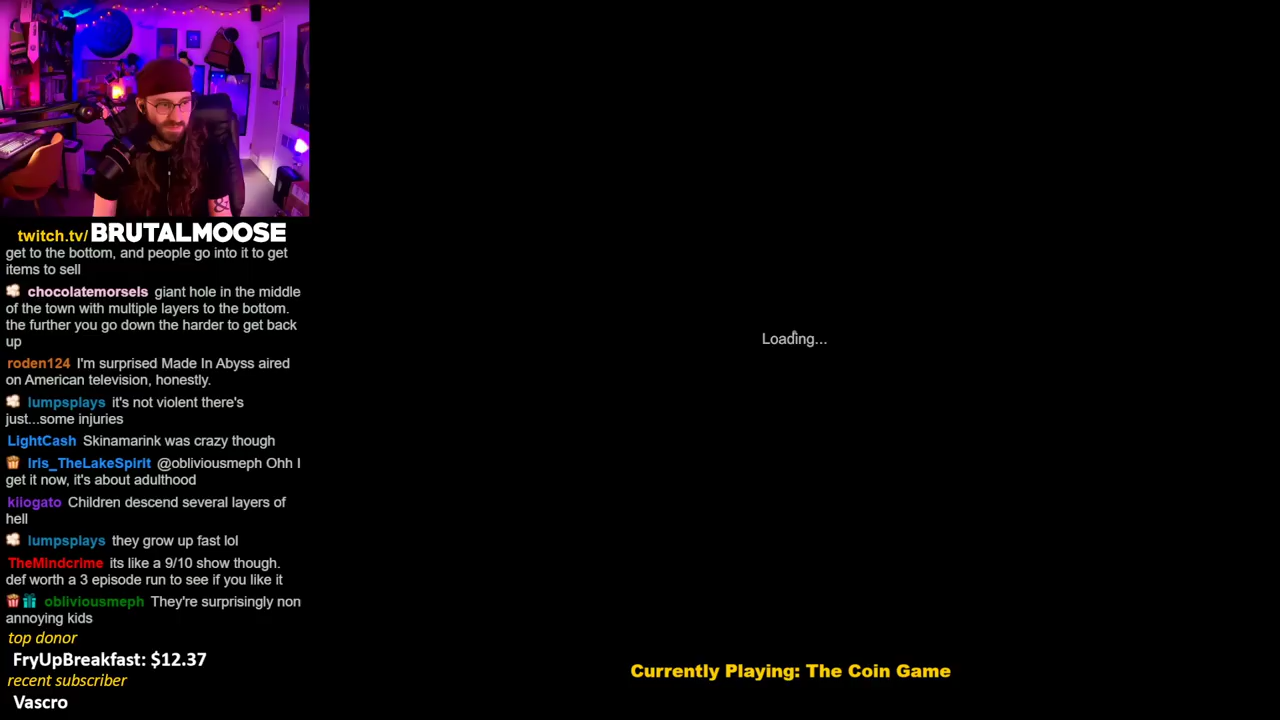 twitch.tv/BRUTALMOOSE
get to the bottom, and people go into it to get
items to sell
chocolatemorsels giant hole in the middle
of the town with multiple layers to the bottom.
the further you go down the harder to get back
up
roden124 I'm surprised Made In Abyss aired
on American television, honestly.
lumpsplays it's not violent there's
just...some injuries
LightCash Skinamarink was crazy though
Iris_TheLakeSpirit @obliviousmeph Ohh I
get it now, it's about adulthood
kiiogato Children descend several layers of
hell
lumpsplays they grow up fast lol
TheMindcrime its like a 9/10 show though.
def worth a 3 episode run to see if you like it
obliviousmeph They're surprisingly non
annoying kids
top donor
FryUpBreakfast: $12.37
recent subscriber
Vascro
Loading...
Currently Playing: The Coin Game